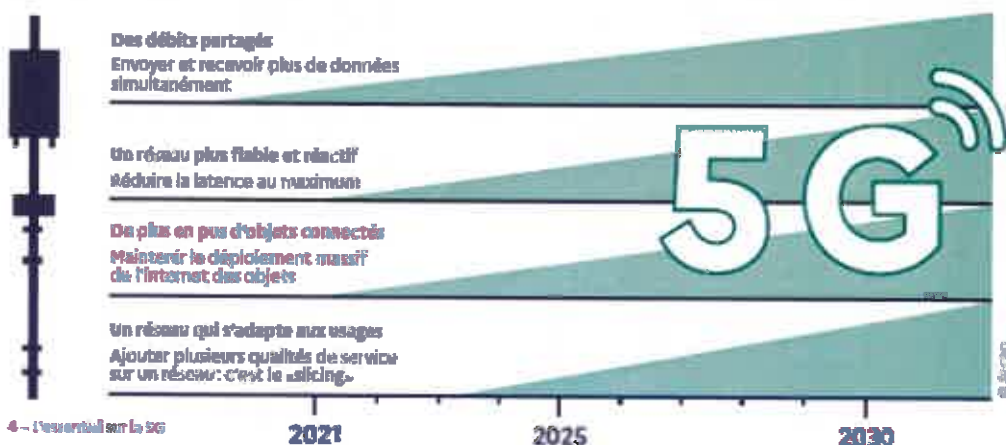 Des débits partagés
Envoyer et recevoir plus de données
simultanément
Un réseau plus fiable et réactif
Réduire la latence au maximum
De plus en pus d'objets connectés
Maintenir le déploiement massif
de l'internet des objets
Un réseau qui s'adapte aux usages
Ajouter plusieurs qualités de service
sur un réseau: c'est le «slicing»
5G
2021
2025
2030
4 – L'essentiel sur la 5G